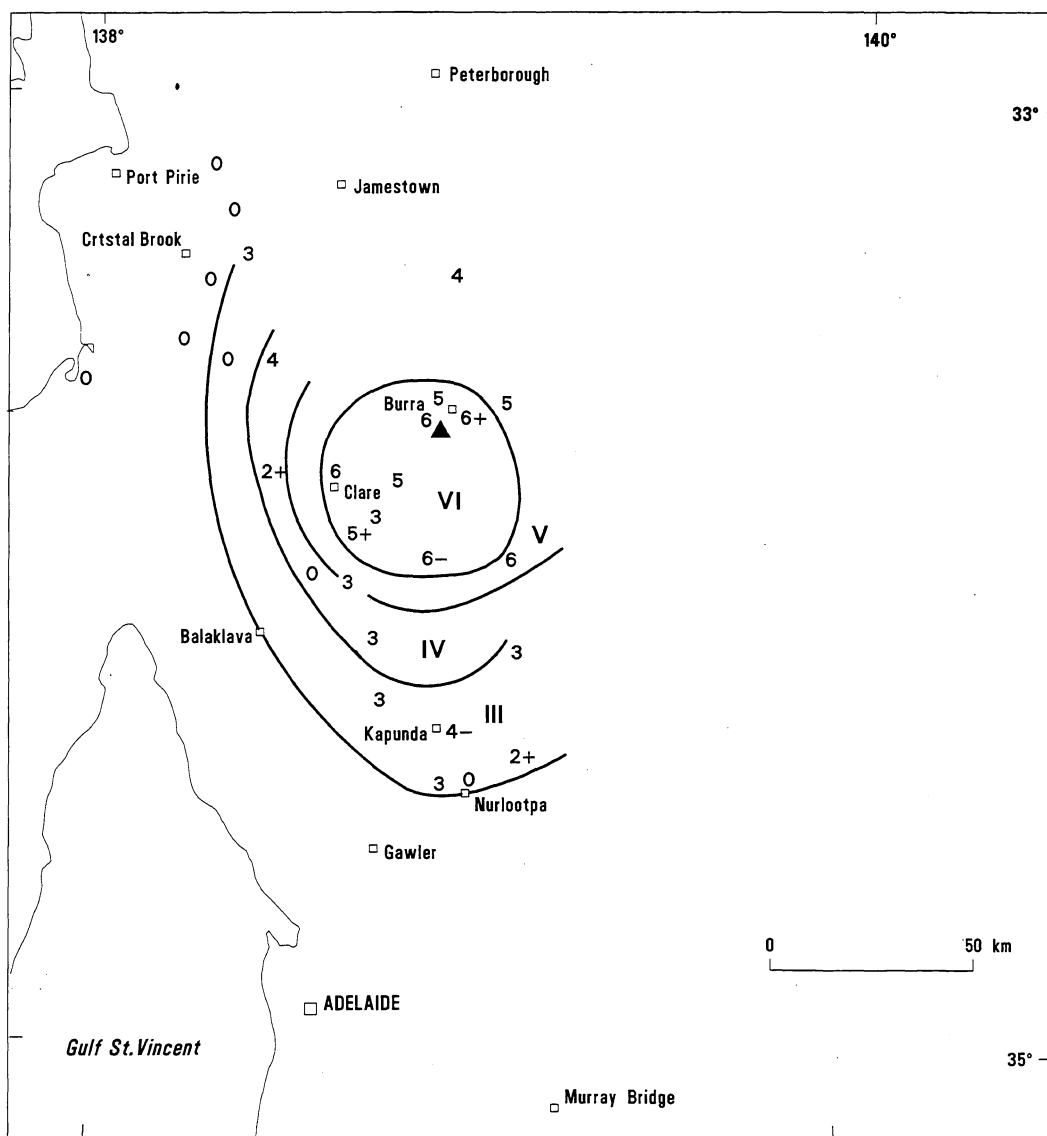 138°
140°
Peterborough
33°
0
Port Pirie
Jamestown
0
Crtstal Brook
3
0
4
0
0
4
0
Burra
5
5
6
6+
2+
6
Clare
5
VI
3
5+
V
6–
6
0
3
Balaklava
3
IV
3
3
III
Kapunda
4–
2+
3
0
Nurlootpa
Gawler
0
50 km
ADELAIDE
Gulf St. Vincent
35°
Murray Bridge